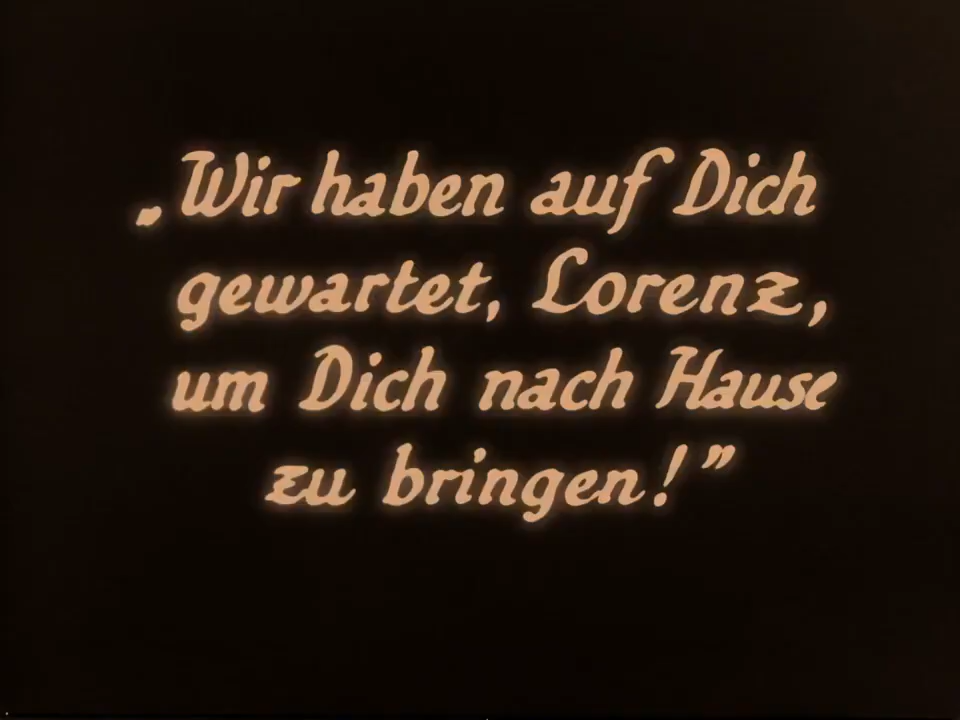 „Wir haben auf Dich
gewartet, Lorenz,
um Dich nach Hause
zu bringen!”